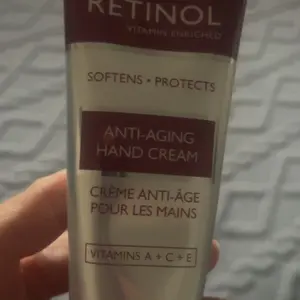 RETINOL
VITAMIN ENRICHED
SOFTENS • PROTECTS
ANTI-AGING
HAND CREAM
CRÈME ANTI-ÂGE
POUR LES MAINS
VITAMINS A + C + E